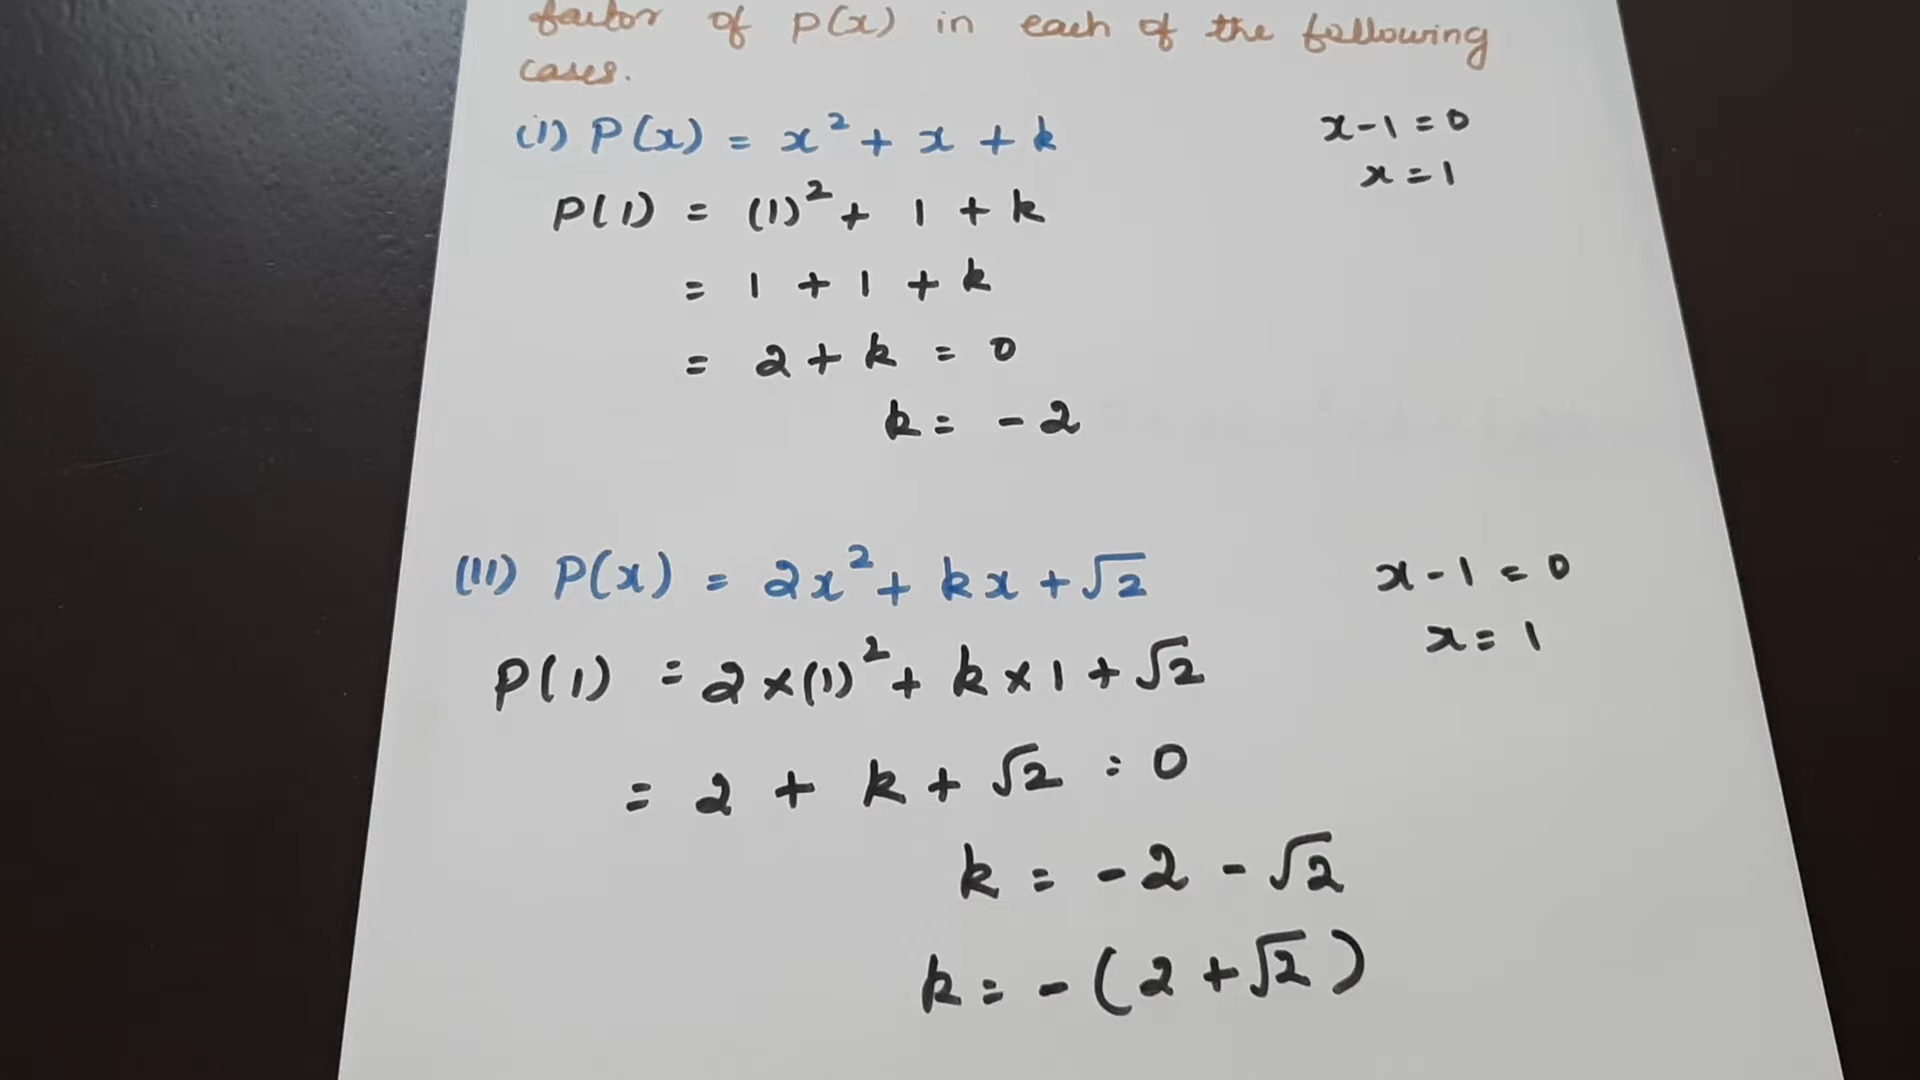 factor of p(x) in each of the following
cases.
(i) P(x) = x² + x + k
x-1 = 0
x = 1
P(1) = (1)² + 1 + k
= 1 + 1 + k
= 2 + k = 0
k = -2
(ii) P(x) = 2x² + kx + √2
x-1 = 0
x = 1
P(1) = 2×(1)² + k×1 + √2
= 2 + k + √2 = 0
k = -2 - √2
k = -(2 + √2)